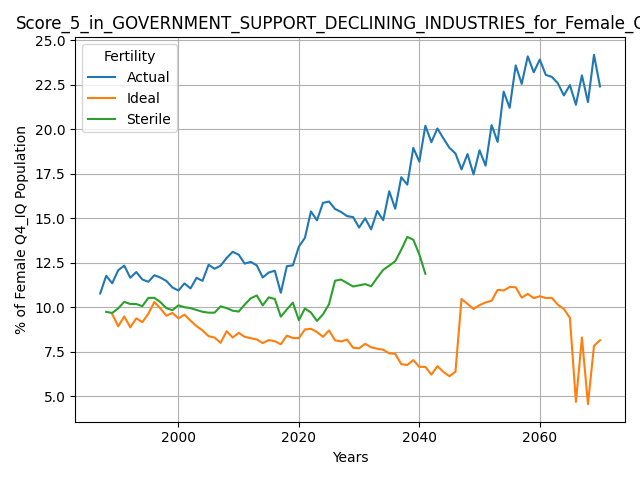 Score_5_in_GOVERNMENT_SUPPORT_DECLINING_INDUSTRIES_for_Female_
25.0
22.5
20.0
17.5
15.0
12.5
10.0
7.5
5.0
% of Female Q4_IQ Population
Fertility
Actual
Ideal
Sterile
2000
2020
2040
2060
Years